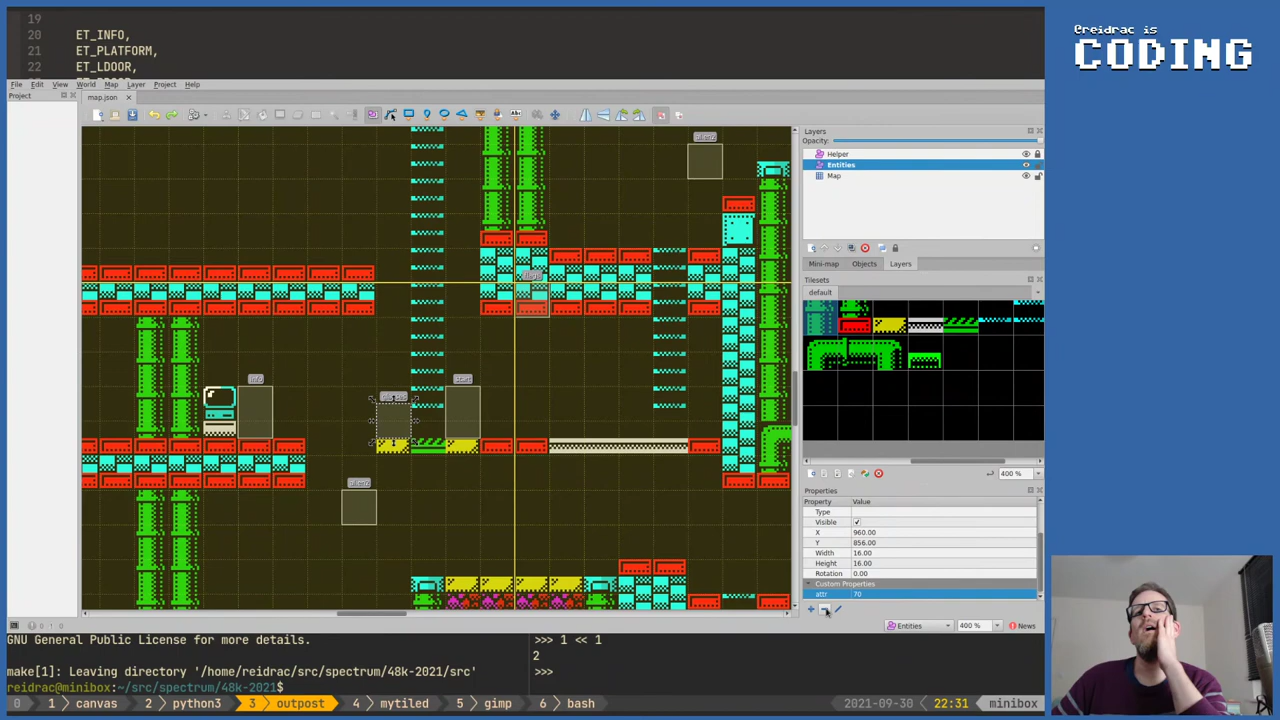 19
20 ET_INFO,
21 ET_PLATFORM,
22 ET_LDOOR,
@reidrac is
CODING
File Edit View World Map Layer Project Help
Project
map.json
Layers
Opacity:
Helper
Entities
Map
Mini-map Objects Layers
Tilesets
default
400 %
Properties
Property Value
Type
Visible
X 960.00
Y 856.00
Width 16.00
Height 16.00
Rotation 0.00
Custom Properties
attr 70
alien2
info
start
alien2
Entities 400 % News
GNU General Public License for more details.
make[1]: Leaving directory '/home/reidrac/src/spectrum/48k-2021/src'
reidrac@minibox:~/src/spectrum/48k-2021$
>>> 1 << 1
2
>>>
0 1 canvas 2 python3 3 outpost 4 mytiled 5 gimp 6 bash 2021-09-30 22:31 minibox